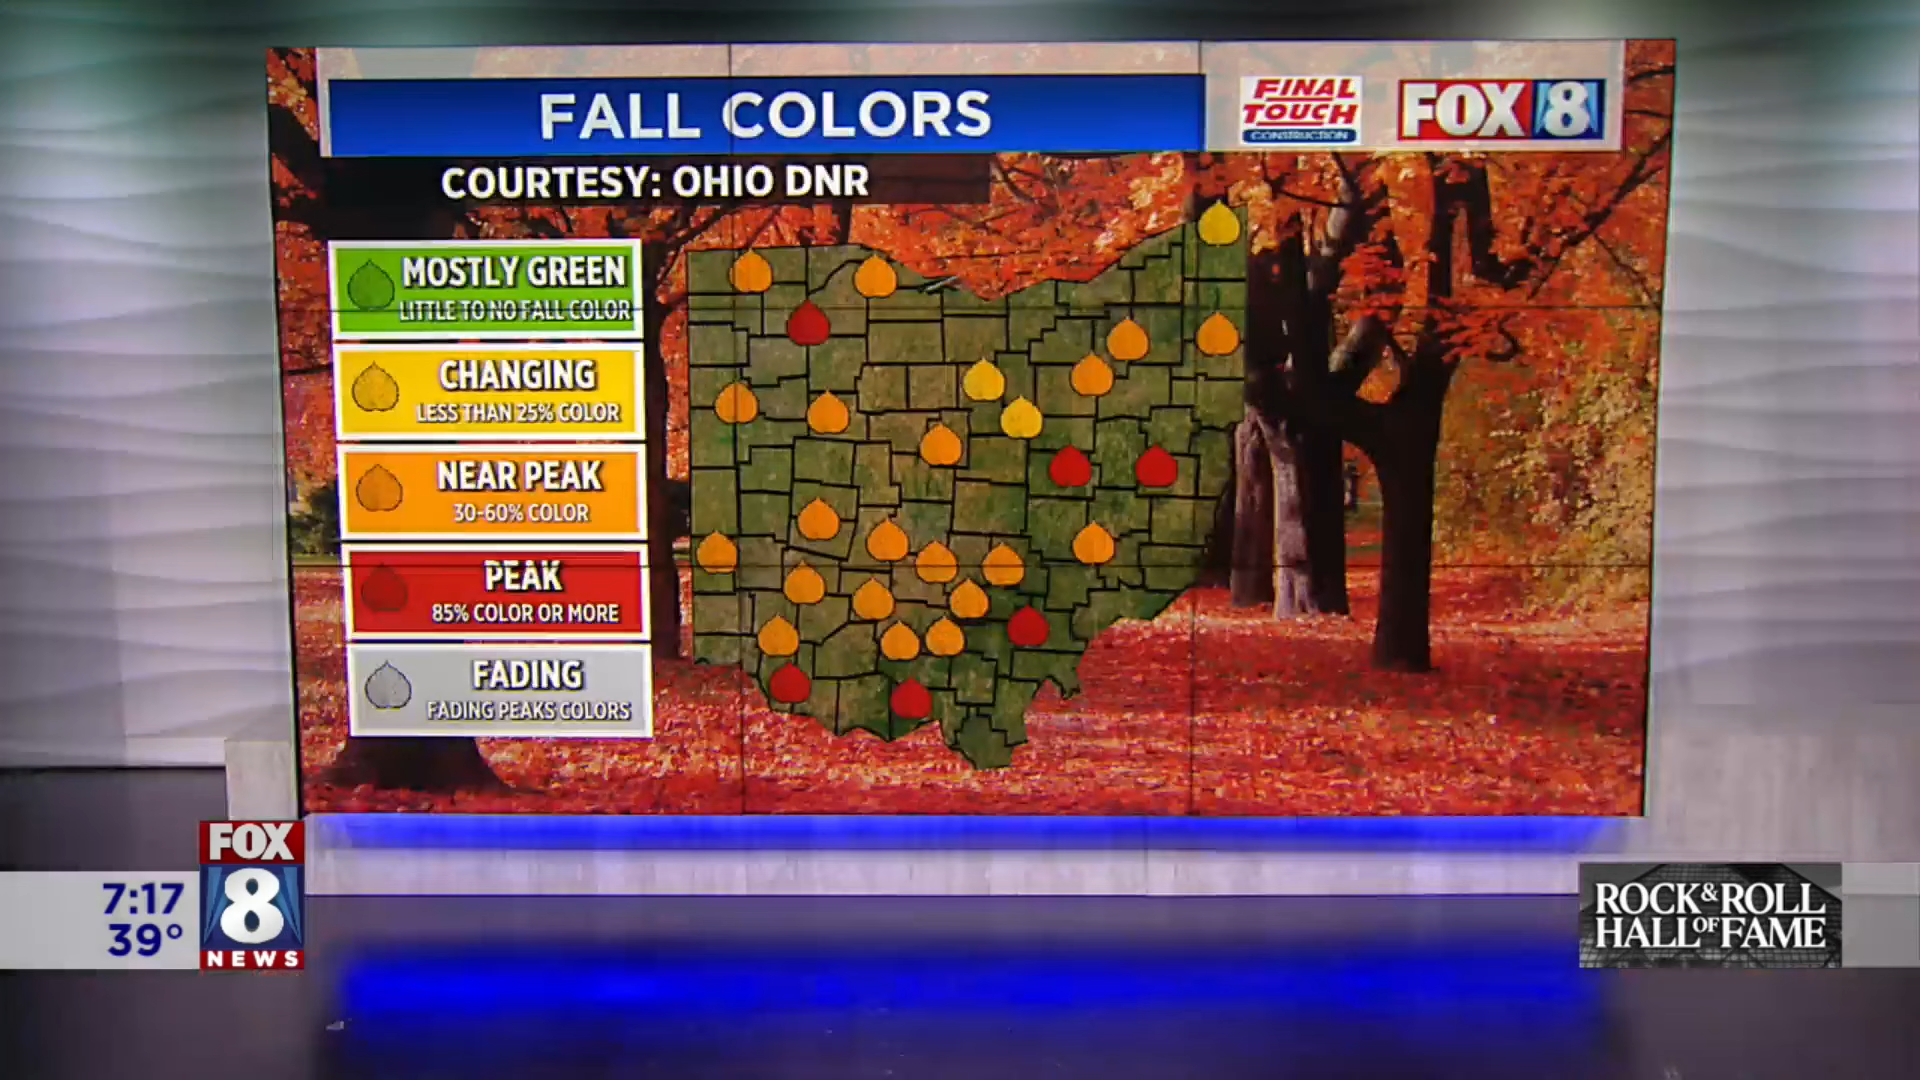 FALL COLORS
FINAL
TOUCH
CONSTRUCTION
FOX 8
COURTESY: OHIO DNR
MOSTLY GREEN
LITTLE TO NO FALL COLOR
CHANGING
LESS THAN 25% COLOR
NEAR PEAK
30-60% COLOR
PEAK
85% COLOR OR MORE
FADING
FADING PEAKS COLORS
7:17
39°
FOX
8
NEWS
ROCK & ROLL
HALL OF FAME